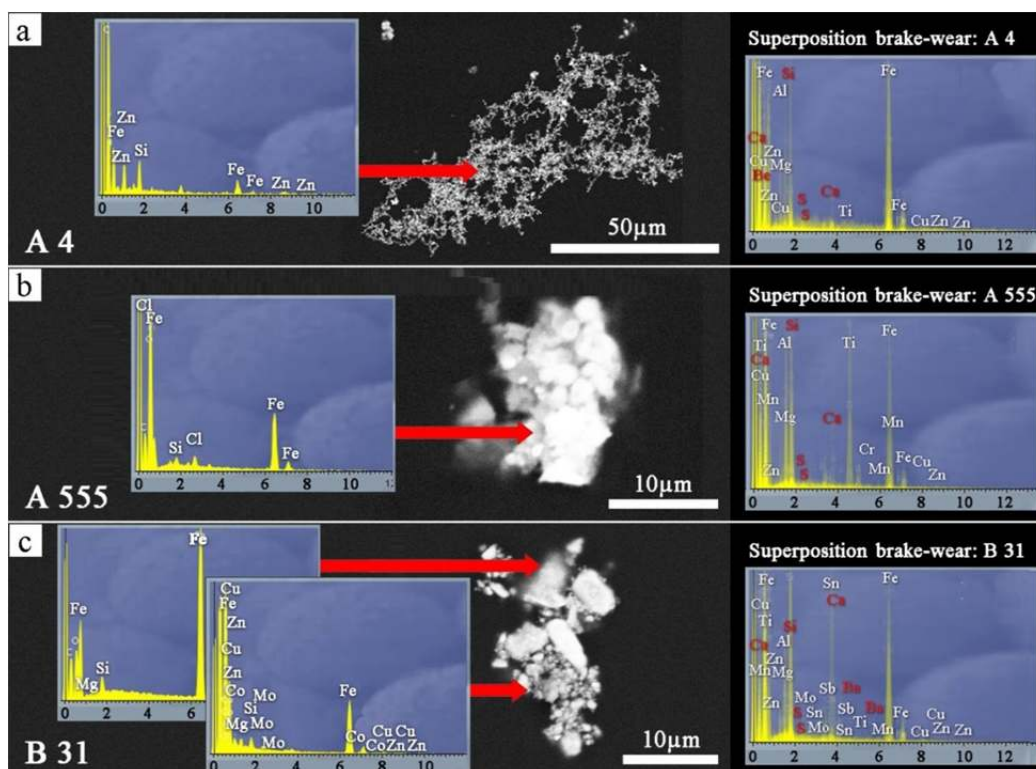 a
C
Zn
Fe
Zn
Si
Fe
Fe
Zn
Zn
0 2 4 6 8 10
A 4
50μm
Superposition brake-wear: A 4
Fe
Si
Al
Fe
Ca
Zn
Cu
Mg
Be
Zn
Cu
S
S
Ca
Ti
Fe
Cu
Zn
Zn
0 2 4 6 8 10 12
b
Cl
Fe
C
C
Si
Cl
Fe
Fe
0 2 4 6 8 10 12
A 555
10μm
Superposition brake-wear: A 555
Fe
Si
Ti
Al
Ti
Fe
Ca
Cu
Mn
Mg
Ca
Mn
S
S
Zn
Cr
Mn
Fe
Cu
Zn
0 2 4 6 8 10 12
c
Fe
Fe
C
O
Mg
Si
0 2 4 6
Cu
Fe
Zn
Cu
Zn
Co
Mg
Mo
Si
Mo
Mo
Fe
Co
Co
Cu
Cu
Zn
Zn
0 2 4 6 8 10
B 31
10μm
Superposition brake-wear: B 31
Fe
Sn
Fe
Cu
Ca
Ti
Si
Al
Ca
Mn
Zn
Mg
Zn
Mo
Sb
Ba
S
Sn
Sb
Ba
S
Mo
Sn
Ti
Mn
Fe
Cu
Cu
Zn
Zn
0 2 4 6 8 10 12